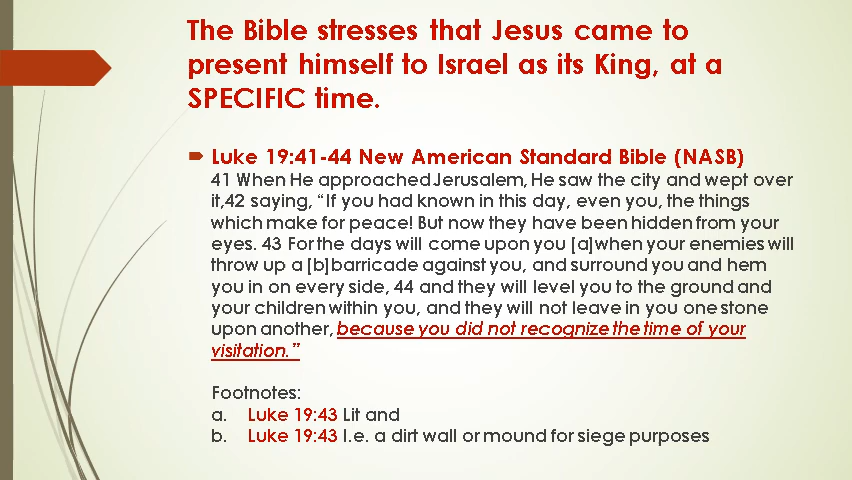 The Bible stresses that Jesus came to
present himself to Israel as its King, at a
SPECIFIC time.
Luke 19:41-44 New American Standard Bible (NASB)
41 When He approached Jerusalem, He saw the city and wept over
it,42 saying, “If you had known in this day, even you, the things
which make for peace! But now they have been hidden from your
eyes. 43 For the days will come upon you [a]when your enemies will
throw up a [b]barricade against you, and surround you and hem
you in on every side, 44 and they will level you to the ground and
your children within you, and they will not leave in you one stone
upon another, because you did not recognize the time of your
visitation.”
Footnotes:
a. Luke 19:43 Lit and
b. Luke 19:43 I.e. a dirt wall or mound for siege purposes